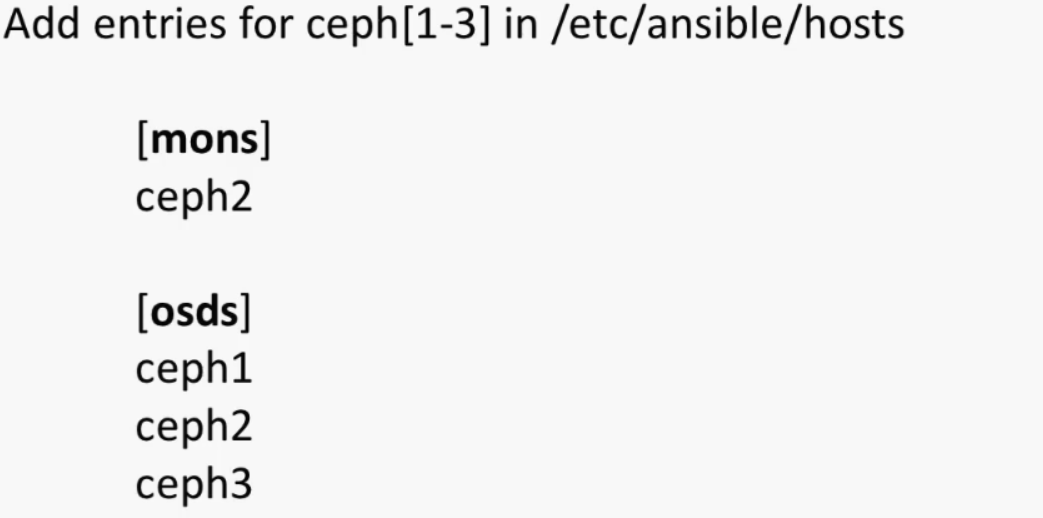 Add entries for ceph[1-3] in /etc/ansible/hosts
[mons]
ceph2
[osds]
ceph1
ceph2
ceph3